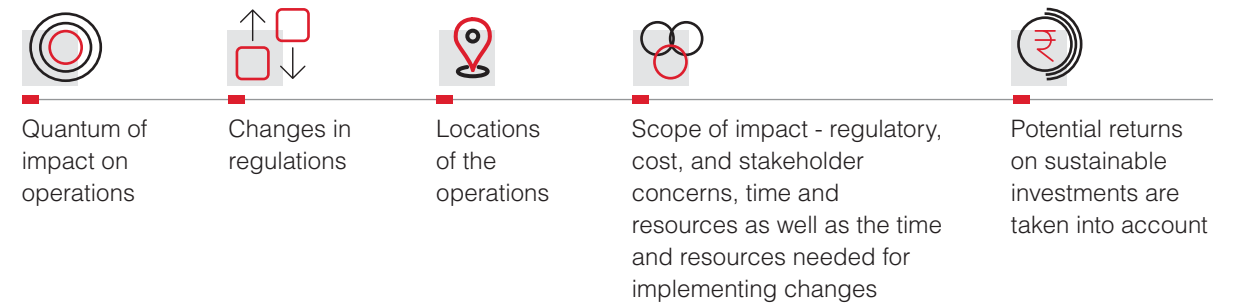 ₹
Quantum of
impact on
operations
Changes in
regulations
Locations
of the
operations
Scope of impact - regulatory,
cost, and stakeholder
concerns, time and
resources as well as the time
and resources needed for
implementing changes
Potential returns
on sustainable
investments are
taken into account